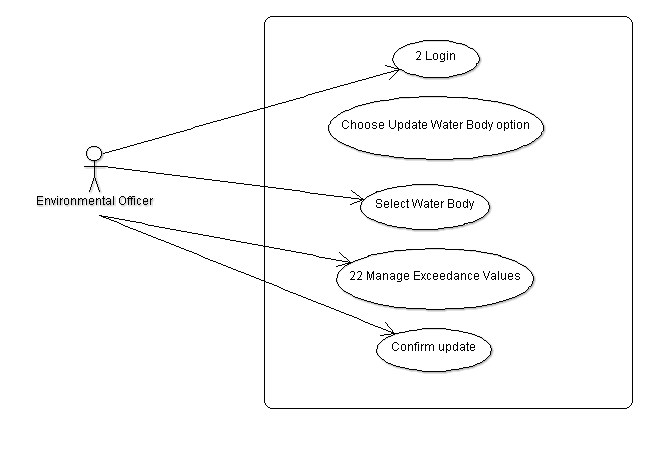 2 Login
Choose Update Water Body option
Environmental Officer
Select Water Body
22 Manage Exceedance Values
Confirm update